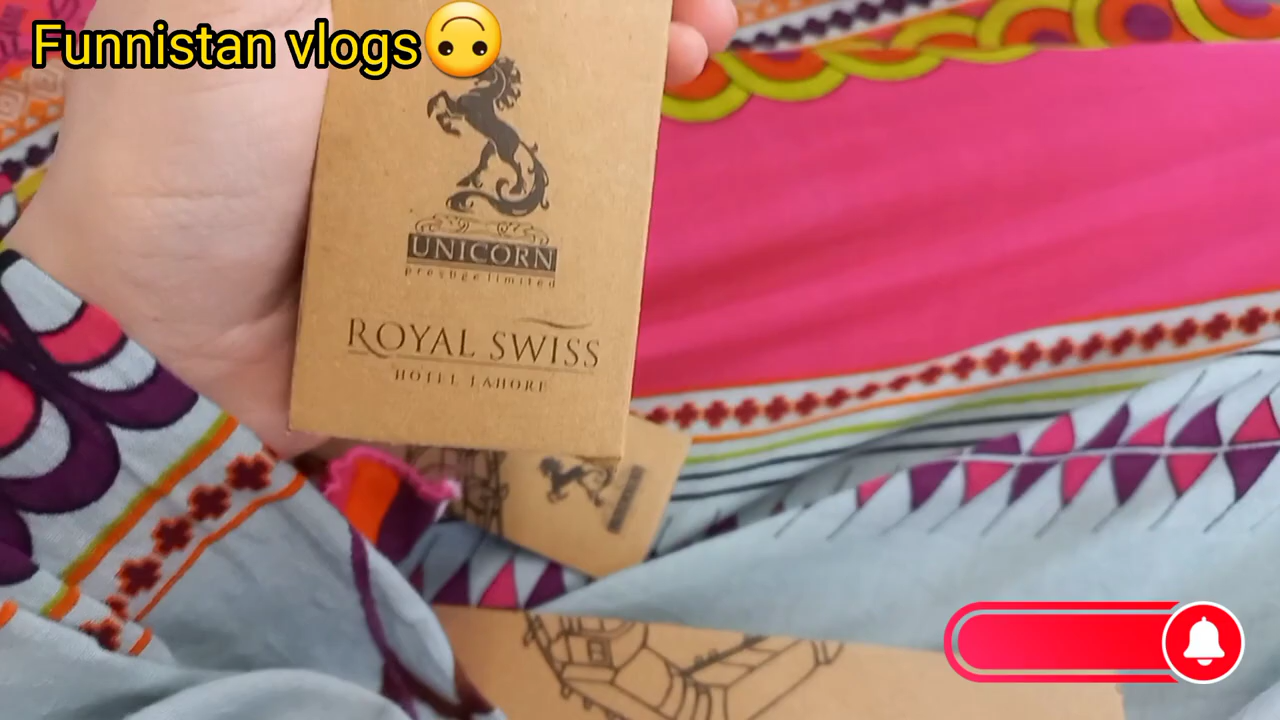 Funnistan vlogs🙃
UNICORN
prestige limited
ROYAL SWISS
HOTEL LAHORE